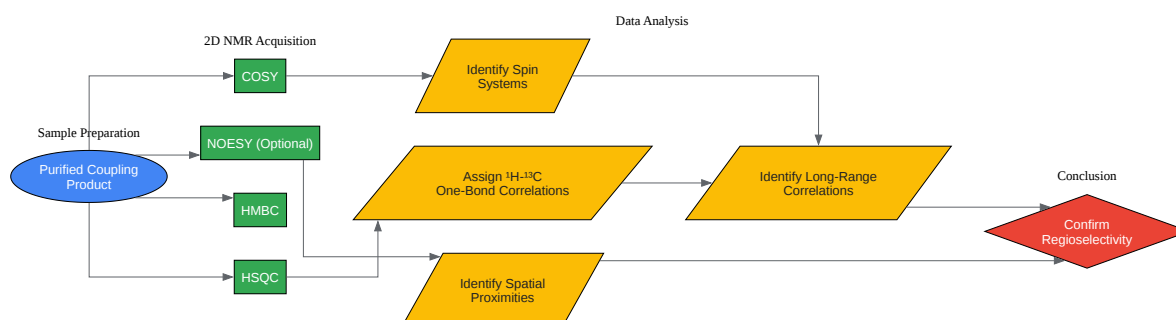 Data Analysis
2D NMR Acquisition
COSY
Identify Spin
Systems
Sample Preparation
NOESY (Optional)
Purified Coupling
Product
Assign ¹H-¹³C
One-Bond Correlations
Identify Long-Range
Correlations
Conclusion
HMBC
Confirm
Regioselectivity
HSQC
Identify Spatial
Proximities